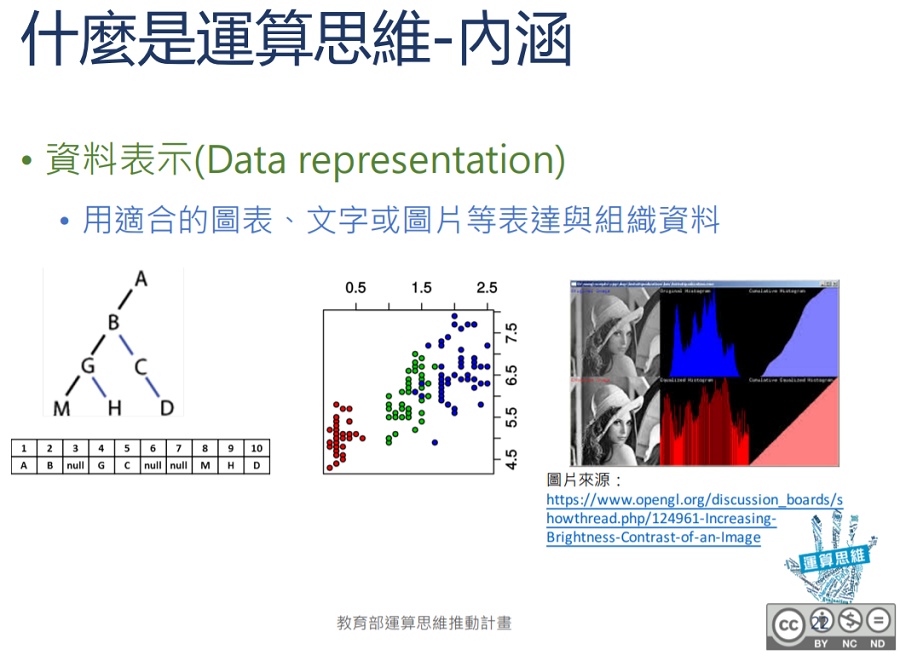 什麼是運算思維-內涵
• 資料表示(Data representation)
• 用適合的圖表、文字或圖片等表達與組織資料
A
B
G C
M H D
1 2 3 4 5 6 7 8 9 10
A B null G C null null M H D
0.5 1.5 2.5
7.5
6.5
5.5
4.5
Original Histogram
Cumulative Histogram
Equalized Histogram
Cumulative Equalized Histogram
圖片來源：
https://www.opengl.org/discussion_boards/s
howthread.php/124961-Increasing-
Brightness-Contrast-of-an-Image
運算思維
教育部運算思維推動計畫
22
cc
BY NC ND